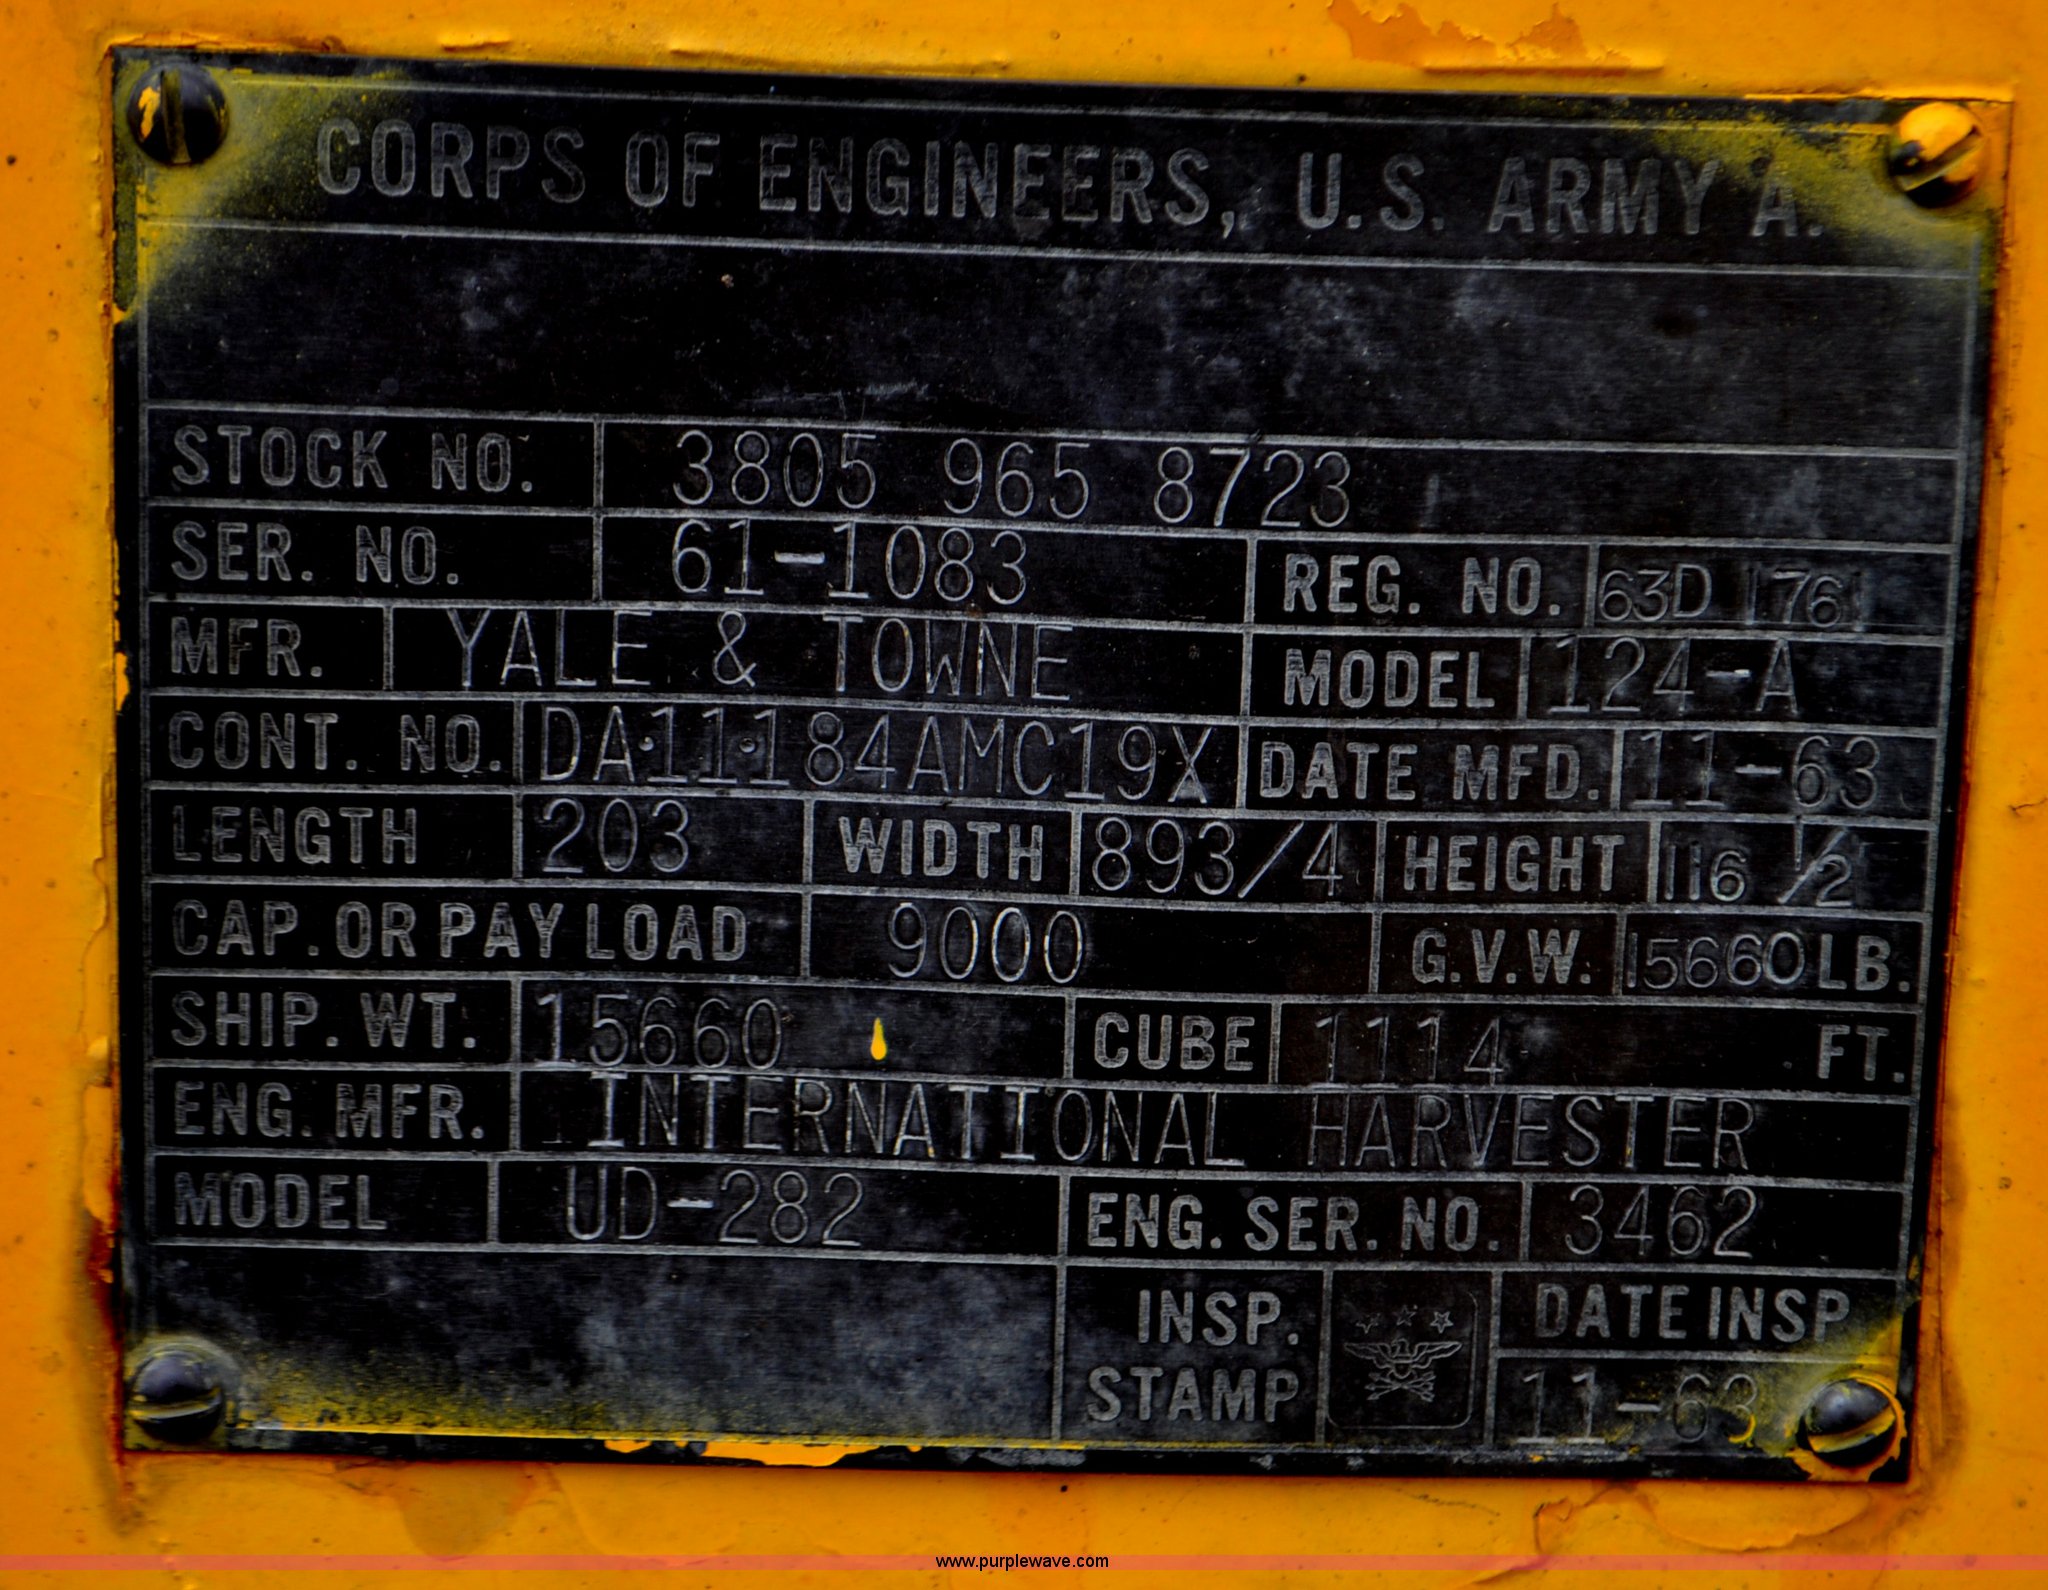 CORPS OF ENGINEERS, U.S. ARMY A.
STOCK NO. 3805 965 8723
SER. NO. 61-1083 REG. NO. 63D 1761
MFR. YALE & TOWNE MODEL 124-A
CONT. NO. DA·11·184AMC19X DATE MFD. 11-63
LENGTH 203 WIDTH 893/4 HEIGHT 116 1/2
CAP. OR PAY LOAD 9000 G.V.W. 15660 LB.
SHIP. WT. 15660 CUBE 1114 FT.
ENG. MFR. INTERNATIONAL HARVESTER
MODEL UD-282 ENG. SER. NO. 3462
INSP. STAMP DATE INSP
11-63
www.purplewave.com